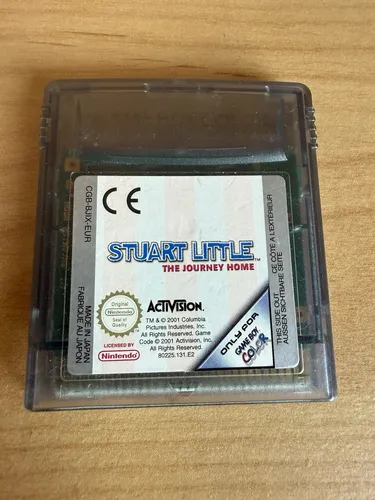 CE
CGB-BJIX-EUR
STUART LITTLE™
THE JOURNEY HOME
MADE IN JAPAN
FABRIQUÉ AU JAPON
Original
Nintendo
Seal of
Quality
LICENSED BY
Nintendo
ACTIVISION.
TM & © 2001 Columbia
Pictures Industries, Inc.
All Rights Reserved. Game
Code © 2001 Activision, Inc.
All Rights Reserved.
80225.131.E2
ONLY FOR
GAME BOY
COLOR
THIS SIDE OUT
CE CÔTÉ A L'EXTÉRIEUR
AUSSEN SICHTBARE SEITE